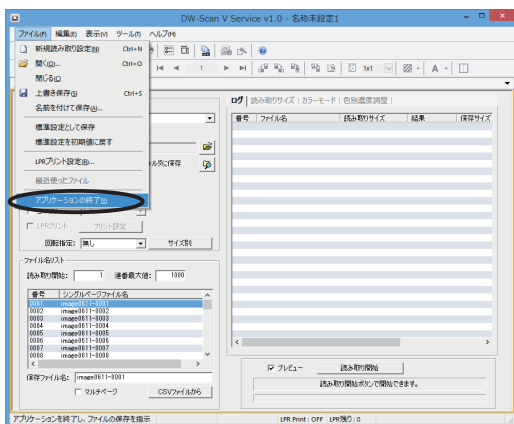 DW-Scan V Service v1.0 - 名称未設定1
ファイル(F) 編集(E) 表示(V) ツール(T) ヘルプ(H)
新規読み取り設定(N) Ctrl+N
開く(O)... Ctrl+O
閉じる(C)
上書き保存(S) Ctrl+S
名前を付けて保存(A)...
標準設定として保存
標準設定を初期値に戻す
LPRプリント設定(R)...
最近使ったファイル
アプリケーションの終了(X)
1
1x1
A
ルダに保存
LPRプリント プリント設定
回転指定: 無し サイズ別
ファイル名リスト
読み取り開始: 1 連番最大値: 1000
番号 シングルページファイル名
0001 image0611-0001
0002 image0611-0002
0003 image0611-0003
0004 image0611-0004
0005 image0611-0005
0006 image0611-0006
0007 image0611-0007
0008 image0611-0008
保存ファイル名: image0611-0001
マルチページ CSVファイルから
ログ 読み取りサイズ カラーモード 色別濃度調整
番号 ファイル名 読み取りサイズ 結果 保存サイズ
プレビュー 読み取り開始
読み取り開始ボタンで開始できます。
アプリケーションを終了し、ファイルの保存を指示 LPR Print : OFF LPR残り : 0